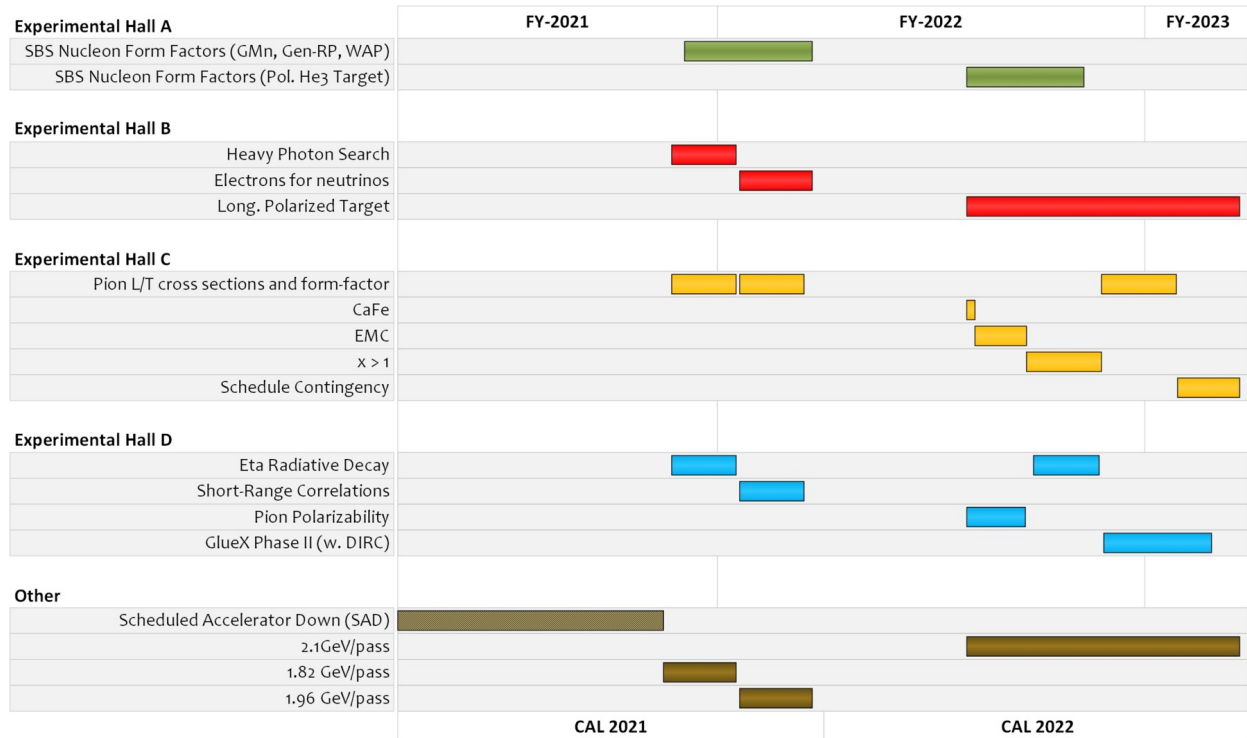 Experimental Hall A
FY-2021 FY-2022 FY-2023
SBS Nucleon Form Factors (GMn, Gen-RP, WAP)
SBS Nucleon Form Factors (Pol. He3 Target)
Experimental Hall B
Heavy Photon Search
Electrons for neutrinos
Long. Polarized Target
Experimental Hall C
Pion L/T cross sections and form-factor
CaFe
EMC
x > 1
Schedule Contingency
Experimental Hall D
Eta Radiative Decay
Short-Range Correlations
Pion Polarizability
GlueX Phase II (w. DIRC)
Other
Scheduled Accelerator Down (SAD)
2.1GeV/pass
1.82 GeV/pass
1.96 GeV/pass
CAL 2021 CAL 2022